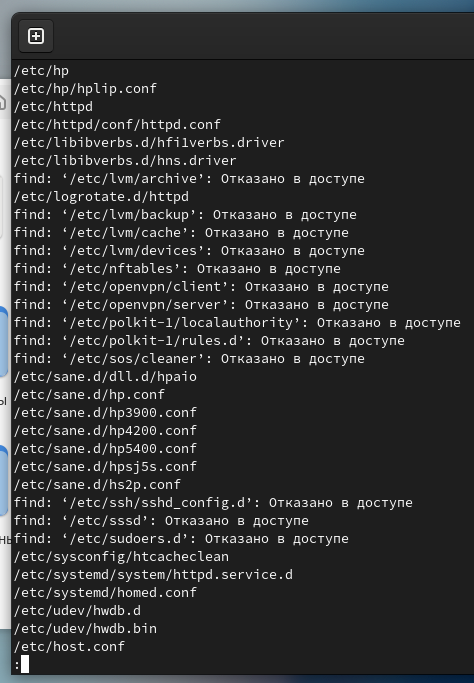 /etc/hp
/etc/hp/hplip.conf
/etc/httpd
/etc/httpd/conf/httpd.conf
/etc/libibverbs.d/hfi1verbs.driver
/etc/libibverbs.d/hns.driver
find: ‘/etc/lvm/archive’: Отказано в доступе
/etc/logrotate.d/httpd
find: ‘/etc/lvm/backup’: Отказано в доступе
find: ‘/etc/lvm/cache’: Отказано в доступе
find: ‘/etc/lvm/devices’: Отказано в доступе
find: ‘/etc/nftables’: Отказано в доступе
find: ‘/etc/openvpn/client’: Отказано в доступе
find: ‘/etc/openvpn/server’: Отказано в доступе
find: ‘/etc/polkit-1/localauthority’: Отказано в доступе
find: ‘/etc/polkit-1/rules.d’: Отказано в доступе
find: ‘/etc/sos/cleaner’: Отказано в доступе
/etc/sane.d/dll.d/hpaio
/etc/sane.d/hp.conf
/etc/sane.d/hp3900.conf
/etc/sane.d/hp4200.conf
/etc/sane.d/hp5400.conf
/etc/sane.d/hpsj5s.conf
/etc/sane.d/hs2p.conf
find: ‘/etc/ssh/sshd_config.d’: Отказано в доступе
find: ‘/etc/sssd’: Отказано в доступе
find: ‘/etc/sudoers.d’: Отказано в доступе
/etc/sysconfig/htcacheclean
/etc/systemd/system/httpd.service.d
/etc/systemd/homed.conf
/etc/udev/hwdb.d
/etc/udev/hwdb.bin
/etc/host.conf
: